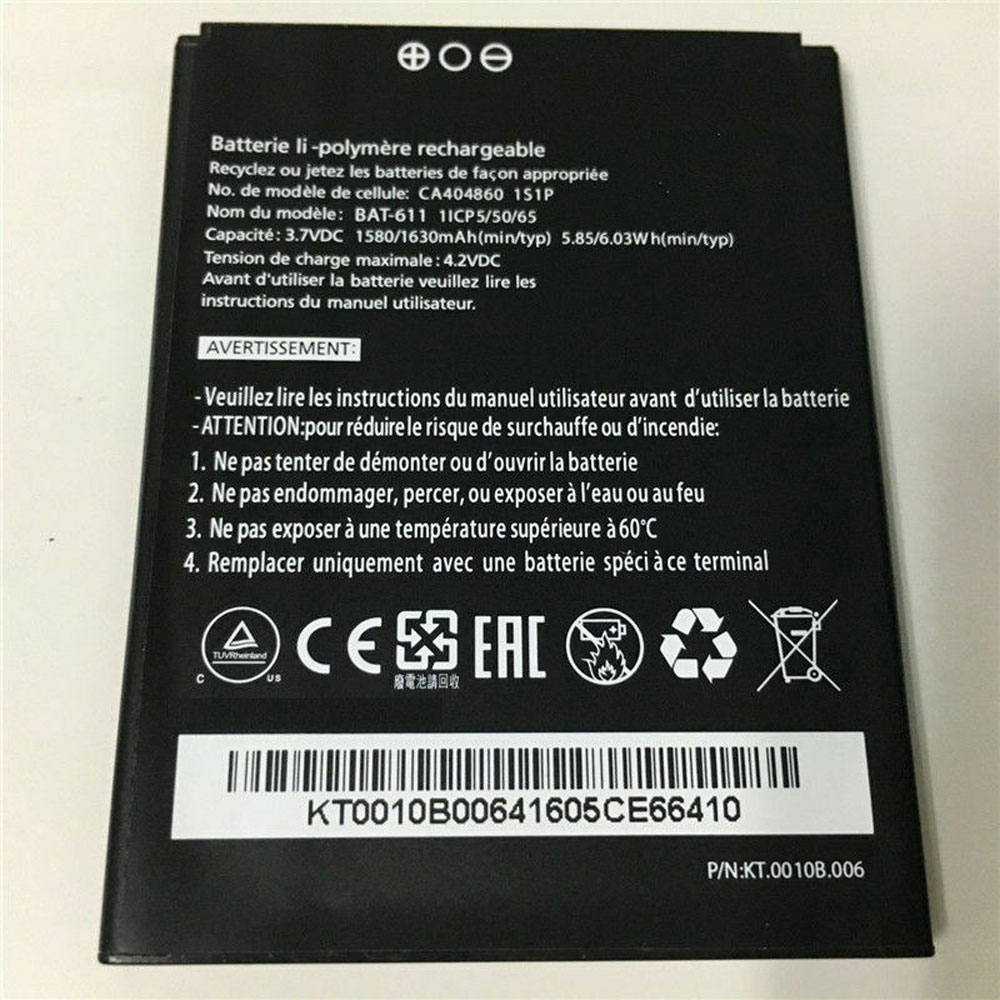 Batterie li-polymère rechargeable
Recyclez ou jetez les batteries de façon appropriée
No. de modèle de cellule: CA404860 1S1P
Nom du modèle: BAT-611 1ICP5/50/65
Capacité: 3.7VDC 1580/1630mAh(min/typ) 5.85/6.03Wh(min/typ)
Tension de charge maximale: 4.2VDC
Avant d'utiliser la batterie veuillez lire les
instructions du manuel utilisateur.
AVERTISSEMENT:
-Veuillez lire les instructions du manuel utilisateur avant d'utiliser la batterie
-ATTENTION:pour réduire le risque de surchauffe ou d'incendie:
1. Ne pas tenter de démonter ou d'ouvrir la batterie
2. Ne pas endommager, percer, ou exposer à l'eau ou au feu
3. Ne pas exposer à une température supérieure à 60°C
4. Remplacer uniquement avec une batterie spéci à ce terminal
TUVRheinland
C US
CE
EAC
廢電池請回收
KT0010B00641605CE66410
P/N:KT.0010B.006